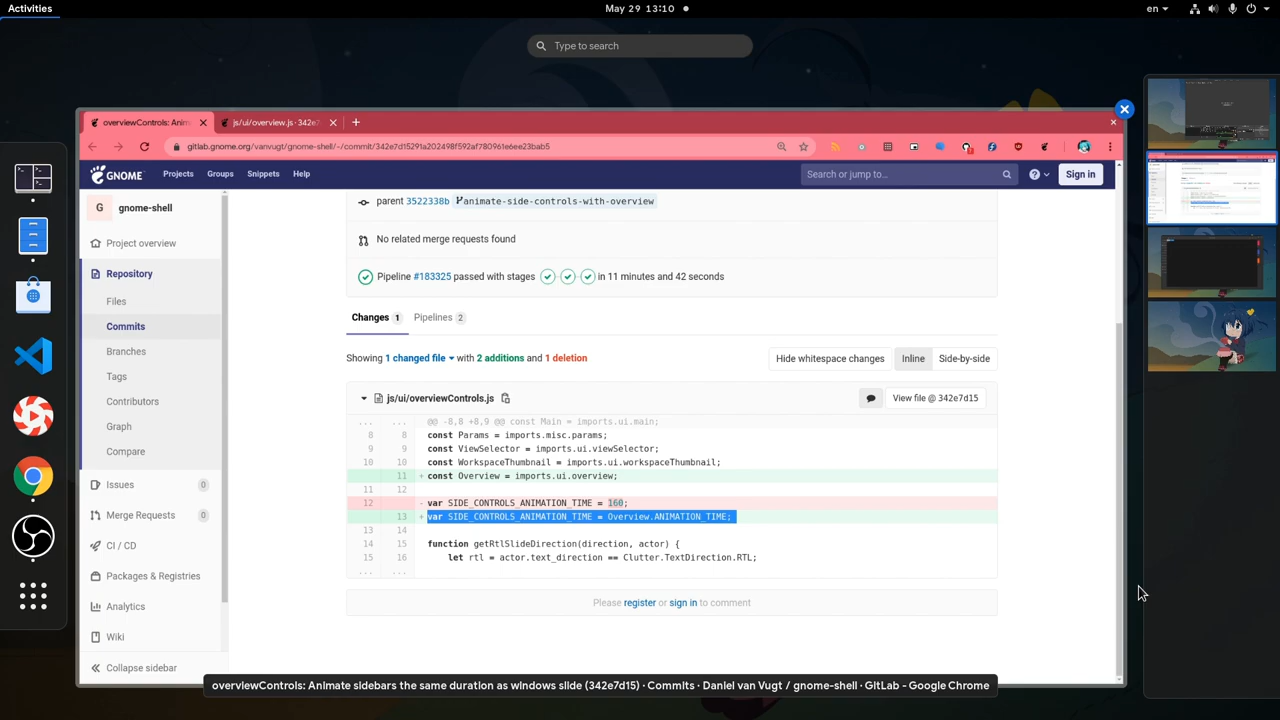 Activities
May 29 13:10
en
Type to search
overviewControls: Anim
js/ui/overview.js · 342e7
gitlab.gnome.org/vanvugt/gnome-shell/-/commit/342e7d15291a202498f592af780961e6ee23bab5
GNOME
Projects Groups Snippets Help
Search or jump to…
Sign in
G gnome-shell
Project overview
Repository
Files
Commits
Branches
Tags
Contributors
Graph
Compare
Issues 0
Merge Requests 0
CI / CD
Packages & Registries
Analytics
Wiki
Collapse sidebar
parent 3522338b animate-side-controls-with-overview
No related merge requests found
Pipeline #183325 passed with stages in 11 minutes and 42 seconds
Changes 1 Pipelines 2
Showing 1 changed file with 2 additions and 1 deletion
Hide whitespace changes Inline Side-by-side
js/ui/overviewControls.js
View file @ 342e7d15
... ... @@ -8,8 +8,9 @@ const Main = imports.ui.main;
8 8 const Params = imports.misc.params;
9 9 const ViewSelector = imports.ui.viewSelector;
10 10 const WorkspaceThumbnail = imports.ui.workspaceThumbnail;
11 + const Overview = imports.ui.overview;
11 12
12 - var SIDE_CONTROLS_ANIMATION_TIME = 160;
13 + var SIDE_CONTROLS_ANIMATION_TIME = Overview.ANIMATION_TIME;
13 14
14 15 function getRtlSlideDirection(direction, actor) {
15 16 let rtl = actor.text_direction == Clutter.TextDirection.RTL;
... ...
Please register or sign in to comment
overviewControls: Animate sidebars the same duration as windows slide (342e7d15) · Commits · Daniel van Vugt / gnome-shell · GitLab - Google Chrome